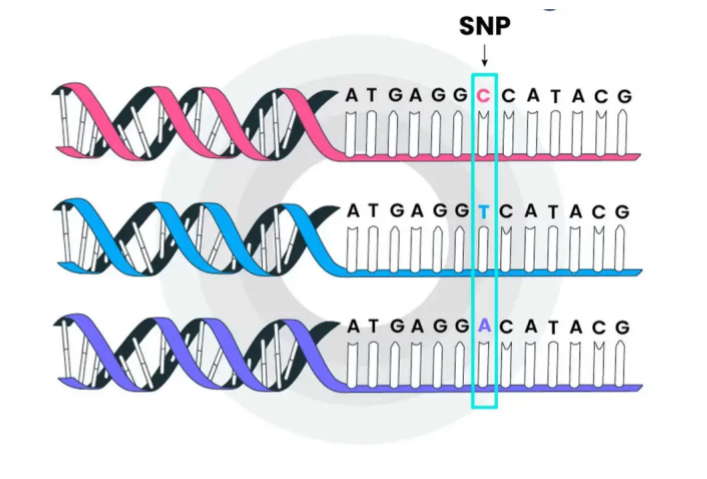 SNP
A T G A G G C C A T A C G
A T G A G G T C A T A C G
A T G A G G A C A T A C G